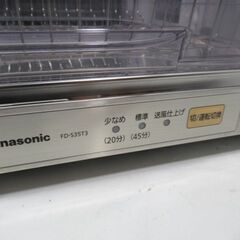 nasonic FD-S35T3
少なめ 標準 送風仕上げ 切/運転切換
(20分) (45分)